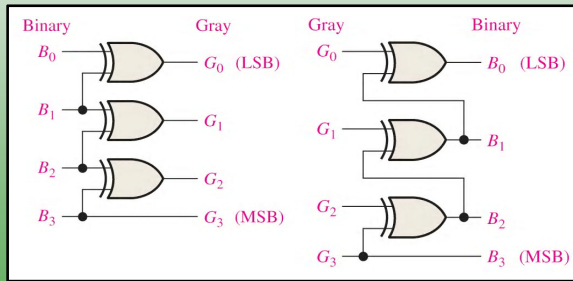 Binary Gray
B0 G0 (LSB)
B1 G1
B2 G2
B3 G3 (MSB)
Gray Binary
G0 B0 (LSB)
G1 B1
G2 B2
G3 B3 (MSB)